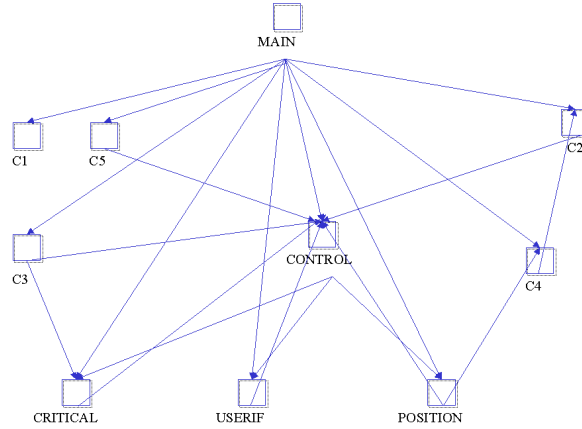 MAIN
C1
C5
C2
C3
CONTROL
C4
CRITICAL
USERIF
POSITION